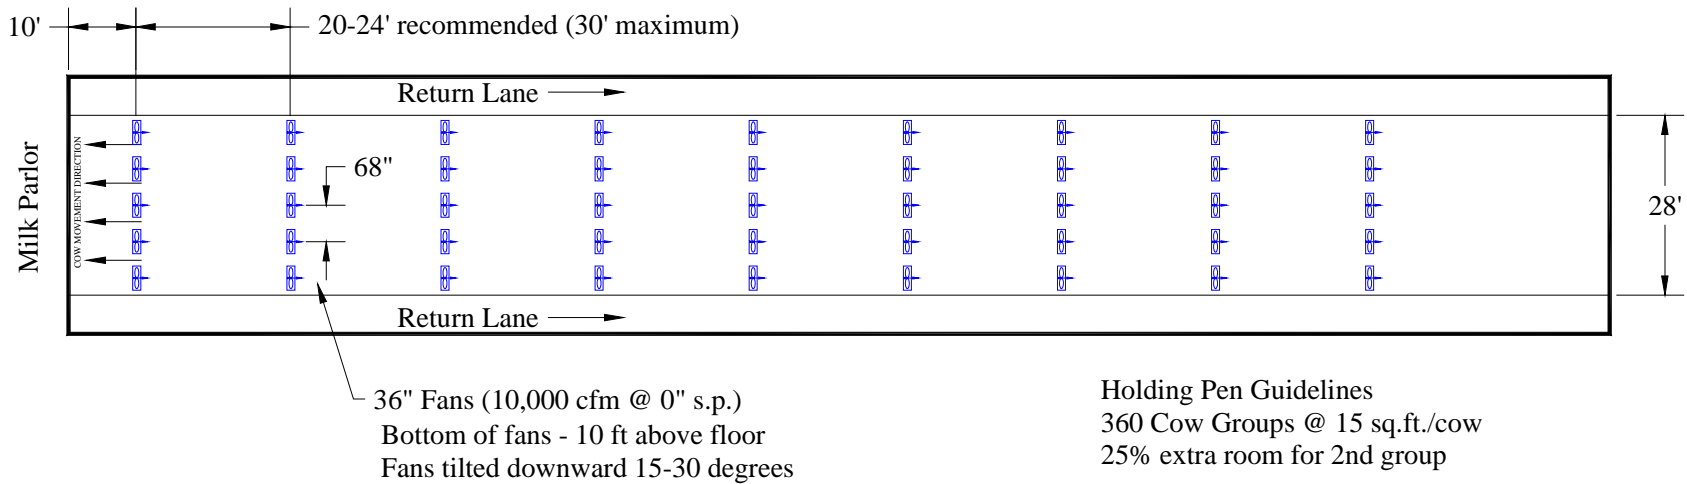 10'
20-24' recommended (30' maximum)
Return Lane
Milk Parlor
COW MOVEMENT DIRECTION
68"
28'
Return Lane
36" Fans (10,000 cfm @ 0" s.p.)
Bottom of fans - 10 ft above floor
Fans tilted downward 15-30 degrees
Holding Pen Guidelines
360 Cow Groups @ 15 sq.ft./cow
25% extra room for 2nd group